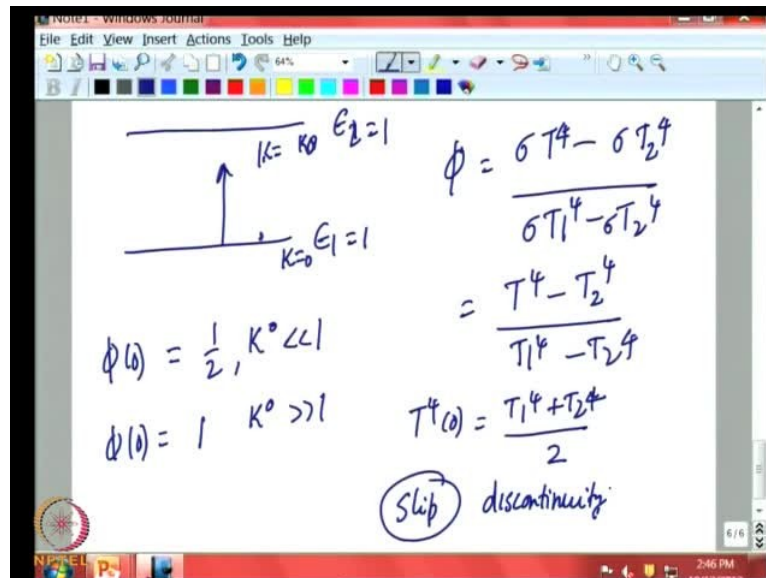 Note1 - Windows Journal
File Edit View Insert Actions Tools Help
64%
B I
K= K0 ε2=1
K=0 ε1=1
ϕ = σT⁴ - σT2⁴
σT1⁴ - σT2⁴
= T⁴ - T2⁴
T1⁴ - T2⁴
ϕ(0) = 1/2, K° <<1
ϕ(0) = 1 K° >>1
T⁴(0) = T1⁴ + T2⁴
2
Slip discontinuity
6/6
NPTEL
2:46 PM